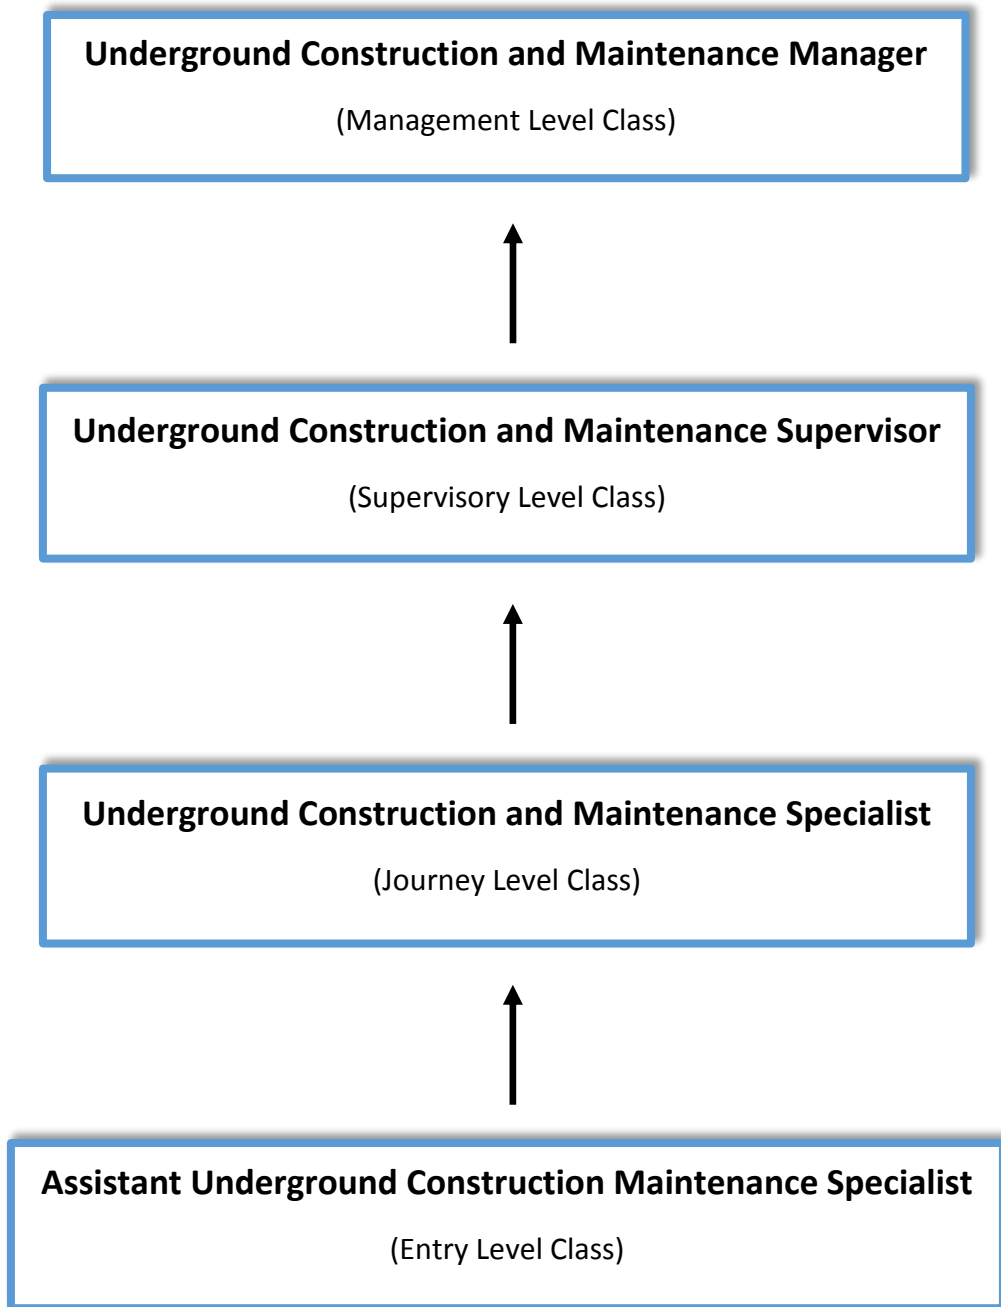 Underground Construction and Maintenance Manager
(Management Level Class)
Underground Construction and Maintenance Supervisor
(Supervisory Level Class)
Underground Construction and Maintenance Specialist
(Journey Level Class)
Assistant Underground Construction Maintenance Specialist
(Entry Level Class)